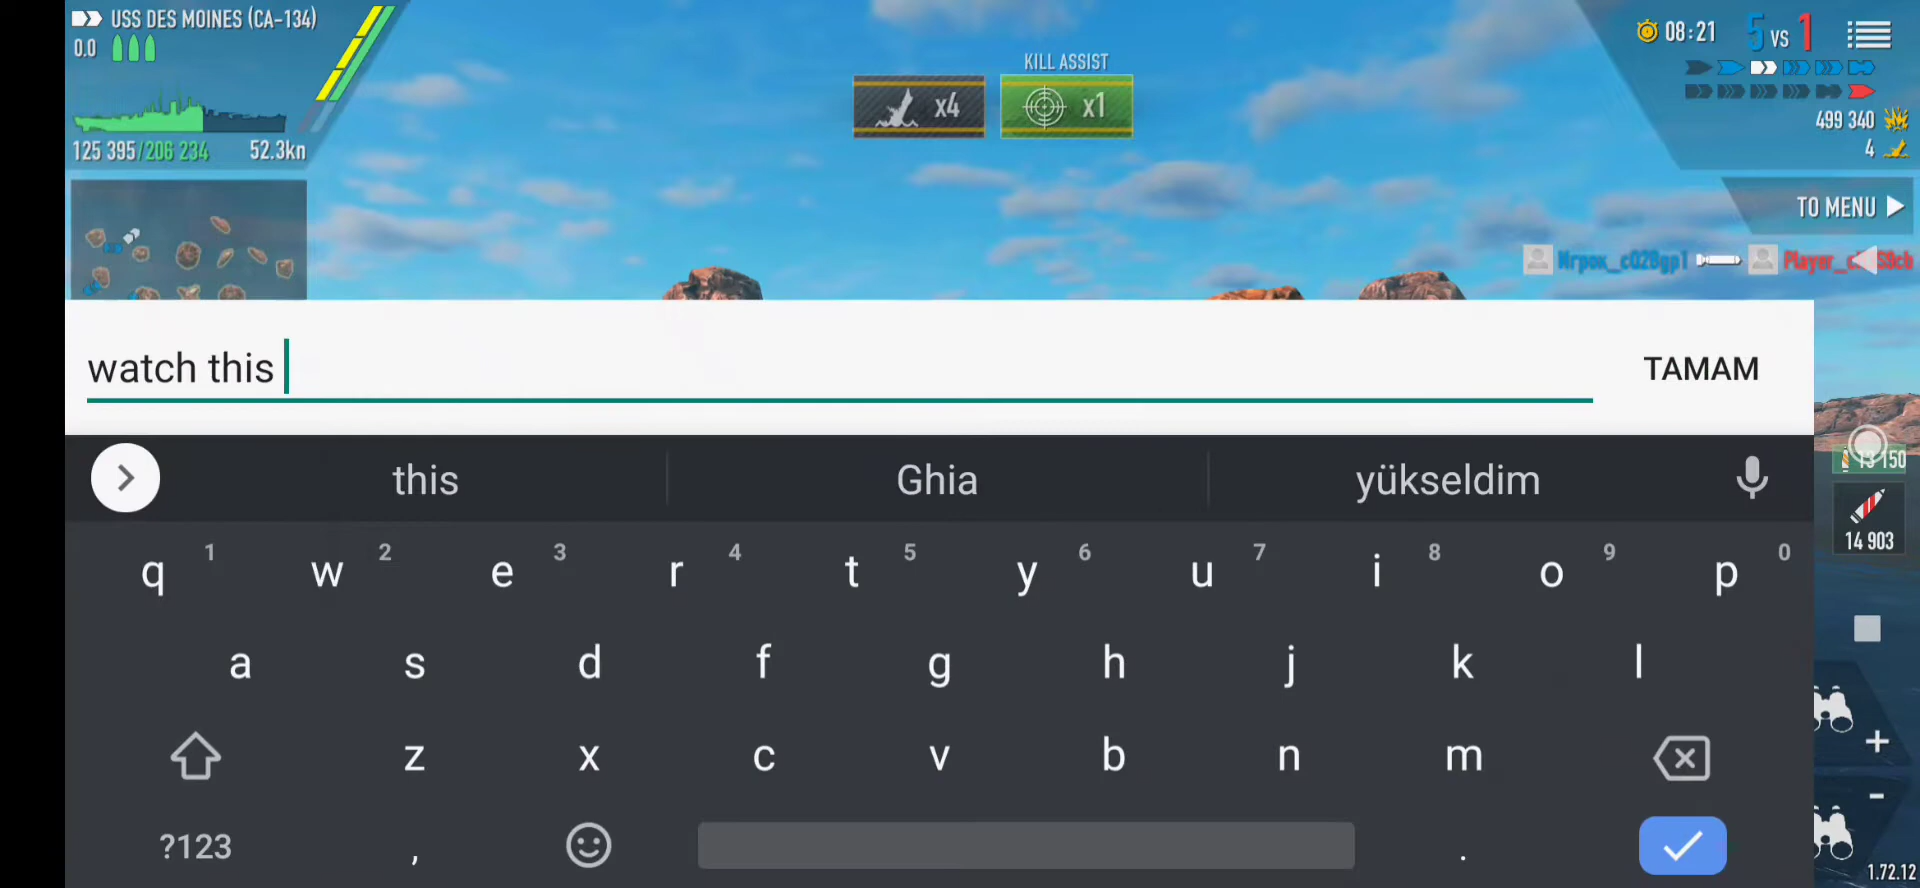 USS DES MOINES (CA-134)
0.0
125 395/206 234 52.3kn
KILL ASSIST
x4 x1
08:21 5 VS 1
499 340
4
TO MENU
watch this
TAMAM
13 150
14 903
this Ghia yükseldim
1 2 3 4 5 6 7 8 9 0
q w e r t y u i o p
a s d f g h j k l
z x c v b n m
+
-
?123 , .
1.72.12